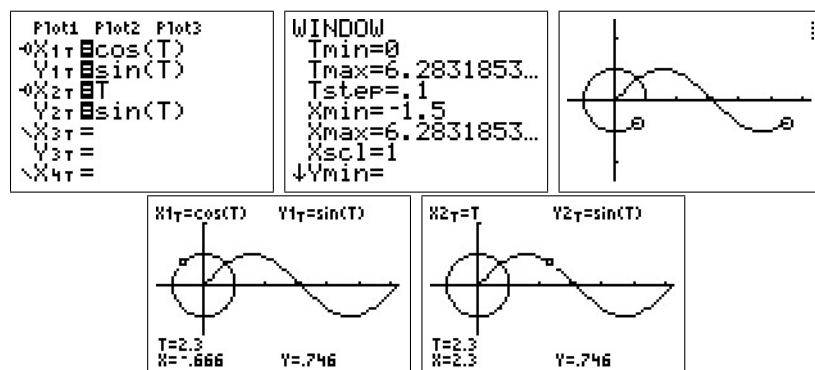 Plot1 Plot2 Plot3
X1T=cos(T)
Y1T=sin(T)
X2T=T
Y2T=sin(T)
\X3T=
Y3T=
\X4T=
WINDOW
Tmin=0
Tmax=6.2831853…
Tstep=.1
Xmin=-1.5
Xmax=6.2831853…
Xscl=1
↓Ymin=
X1T=cos(T) Y1T=sin(T)
T=2.3
X=-.666 Y=.746
X2T=T Y2T=sin(T)
T=2.3
X=2.3 Y=.746